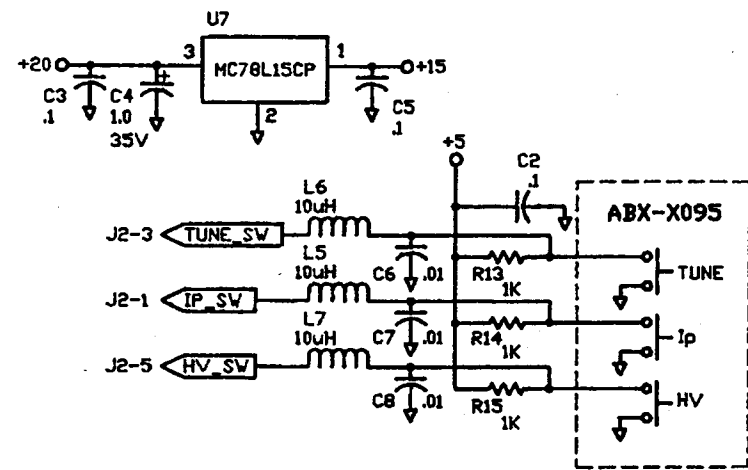 U7
+20
3
MC78L15CP
1
+15
2
C3
.1
C4
1.0
35V
+
C5
.1
+5
C2
.1
ABX-X095
L6
10uH
J2-3
TUNE_SW
C6
.01
R13
1K
TUNE
L5
10uH
J2-1
IP_SW
C7
.01
R14
1K
Ip
L7
10uH
J2-5
HV_SW
C8
.01
R15
1K
HV